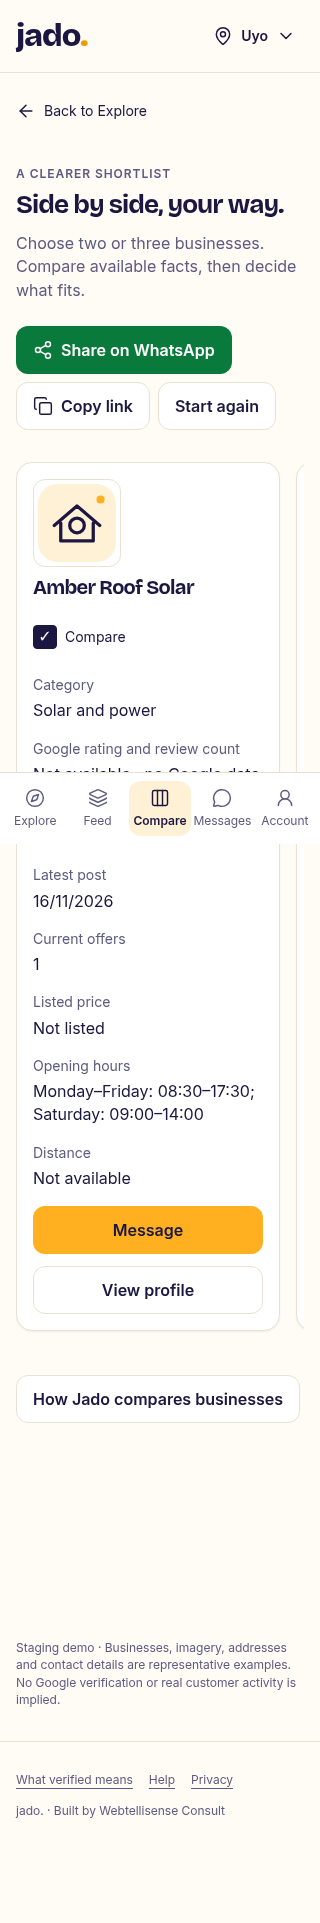 jado.
Uyo
Back to Explore
A CLEARER SHORTLIST
Side by side, your way.
Choose two or three businesses.
Compare available facts, then decide
what fits.
Share on WhatsApp
Copy link
Start again
Amber Roof Solar
✓ Compare
Category
Solar and power
Google rating and review count
Not available · no Google data
Explore
Feed
Compare
Messages
Account
Latest post
16/11/2026
Current offers
1
Listed price
Not listed
Opening hours
Monday–Friday: 08:30–17:30;
Saturday: 09:00–14:00
Distance
Not available
Message
View profile
How Jado compares businesses
Staging demo · Businesses, imagery, addresses
and contact details are representative examples.
No Google verification or real customer activity is
implied.
What verified means
Help
Privacy
jado. · Built by Webtellisense Consult